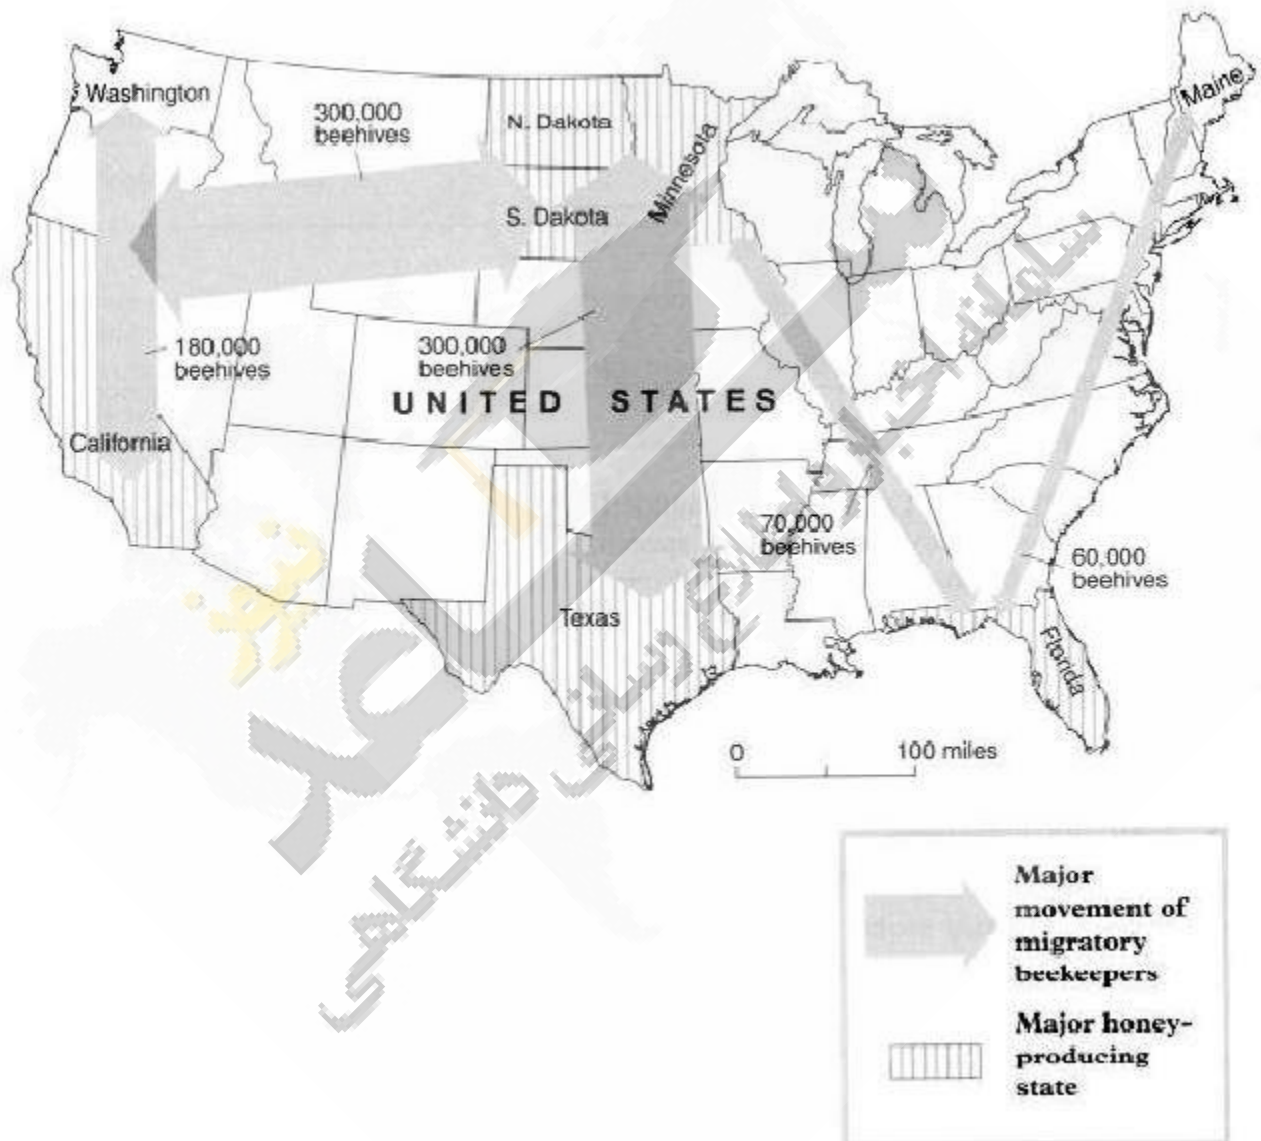 Washington
300,000
beehives
N. Dakota
Minnesota
Maine
S. Dakota
180,000
beehives
300,000
beehives
UNITED STATES
California
70,000
beehives
60,000
beehives
Texas
Florida
0 100 miles
Major
movement of
migratory
beekeepers
Major honey-
producing
state